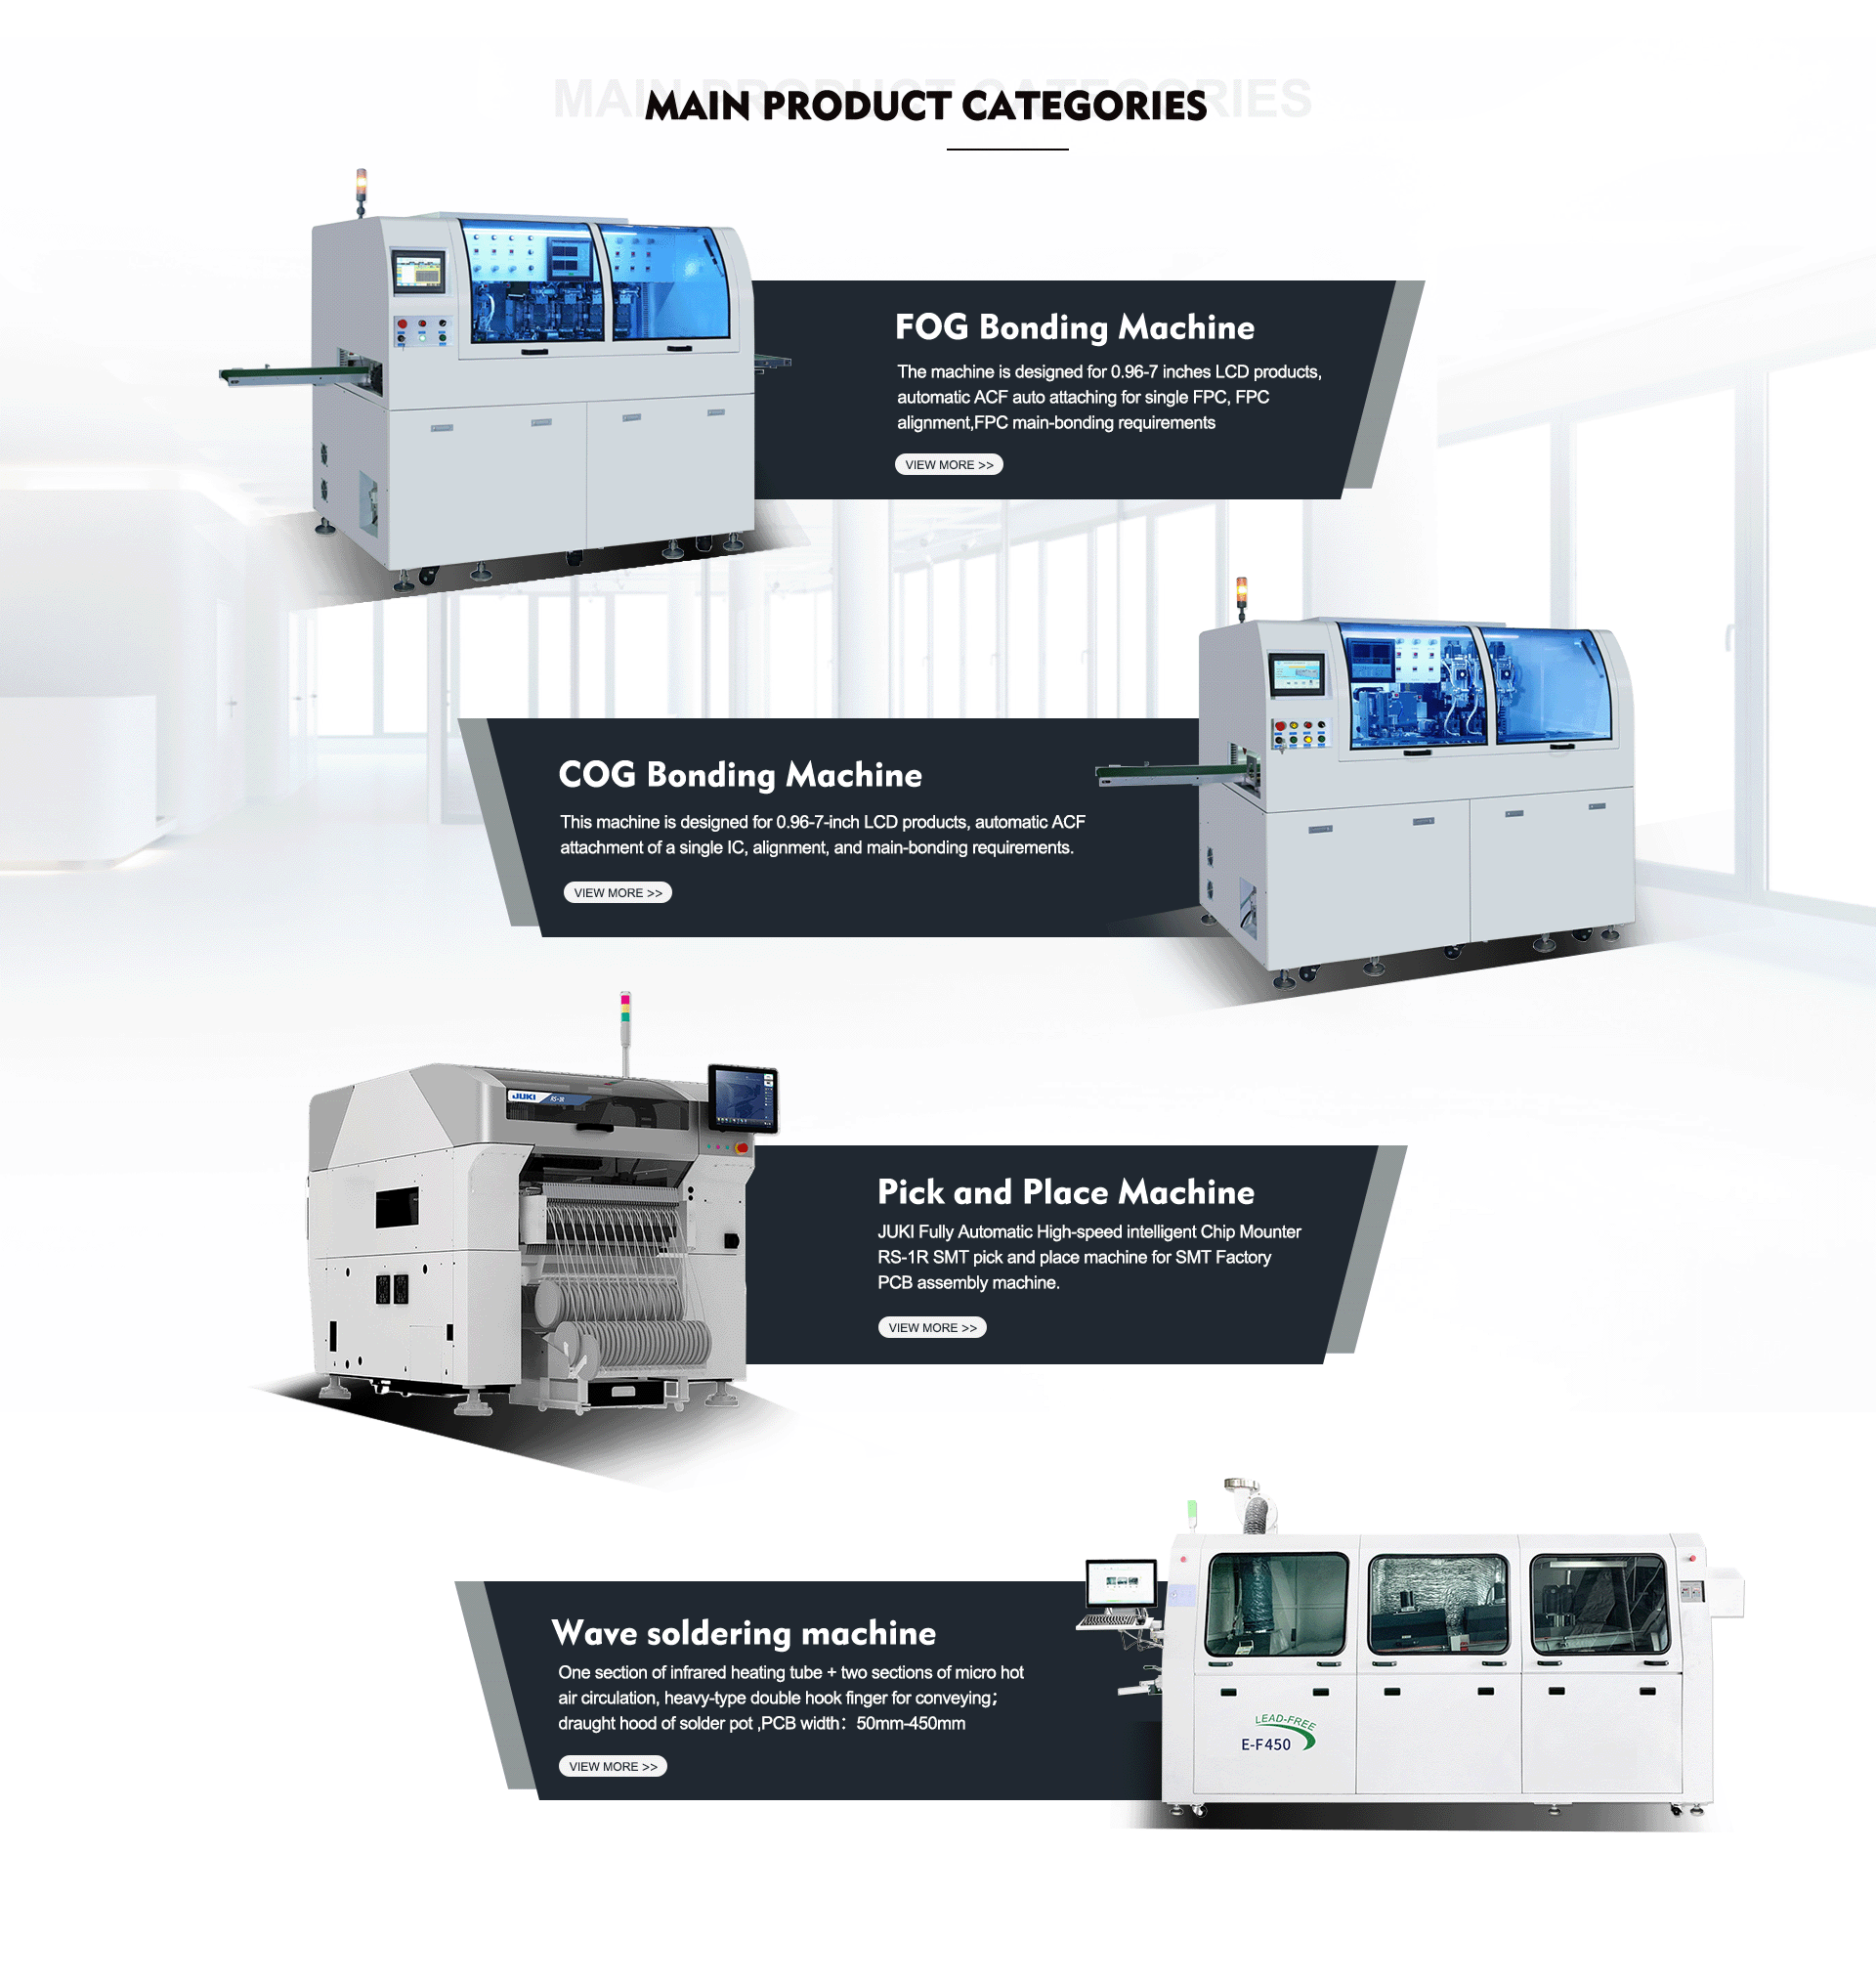 MAIN PRODUCT CATEGORIES
MAIN PRODUCT CATEGORIES
FOG Bonding Machine
The machine is designed for 0.96-7 inches LCD products,
automatic ACF auto attaching for single FPC, FPC
alignment,FPC main-bonding requirements
VIEW MORE >>
COG Bonding Machine
This machine is designed for 0.96-7-inch LCD products, automatic ACF
attachment of a single IC, alignment, and main-bonding requirements.
VIEW MORE >>
JUKI RS-1R
Pick and Place Machine
JUKI Fully Automatic High-speed intelligent Chip Mounter
RS-1R SMT pick and place machine for SMT Factory
PCB assembly machine.
VIEW MORE >>
Wave soldering machine
One section of infrared heating tube + two sections of micro hot
air circulation, heavy-type double hook finger for conveying；
draught hood of solder pot ,PCB width：50mm-450mm
VIEW MORE >>
LEAD-FREE
E-F450